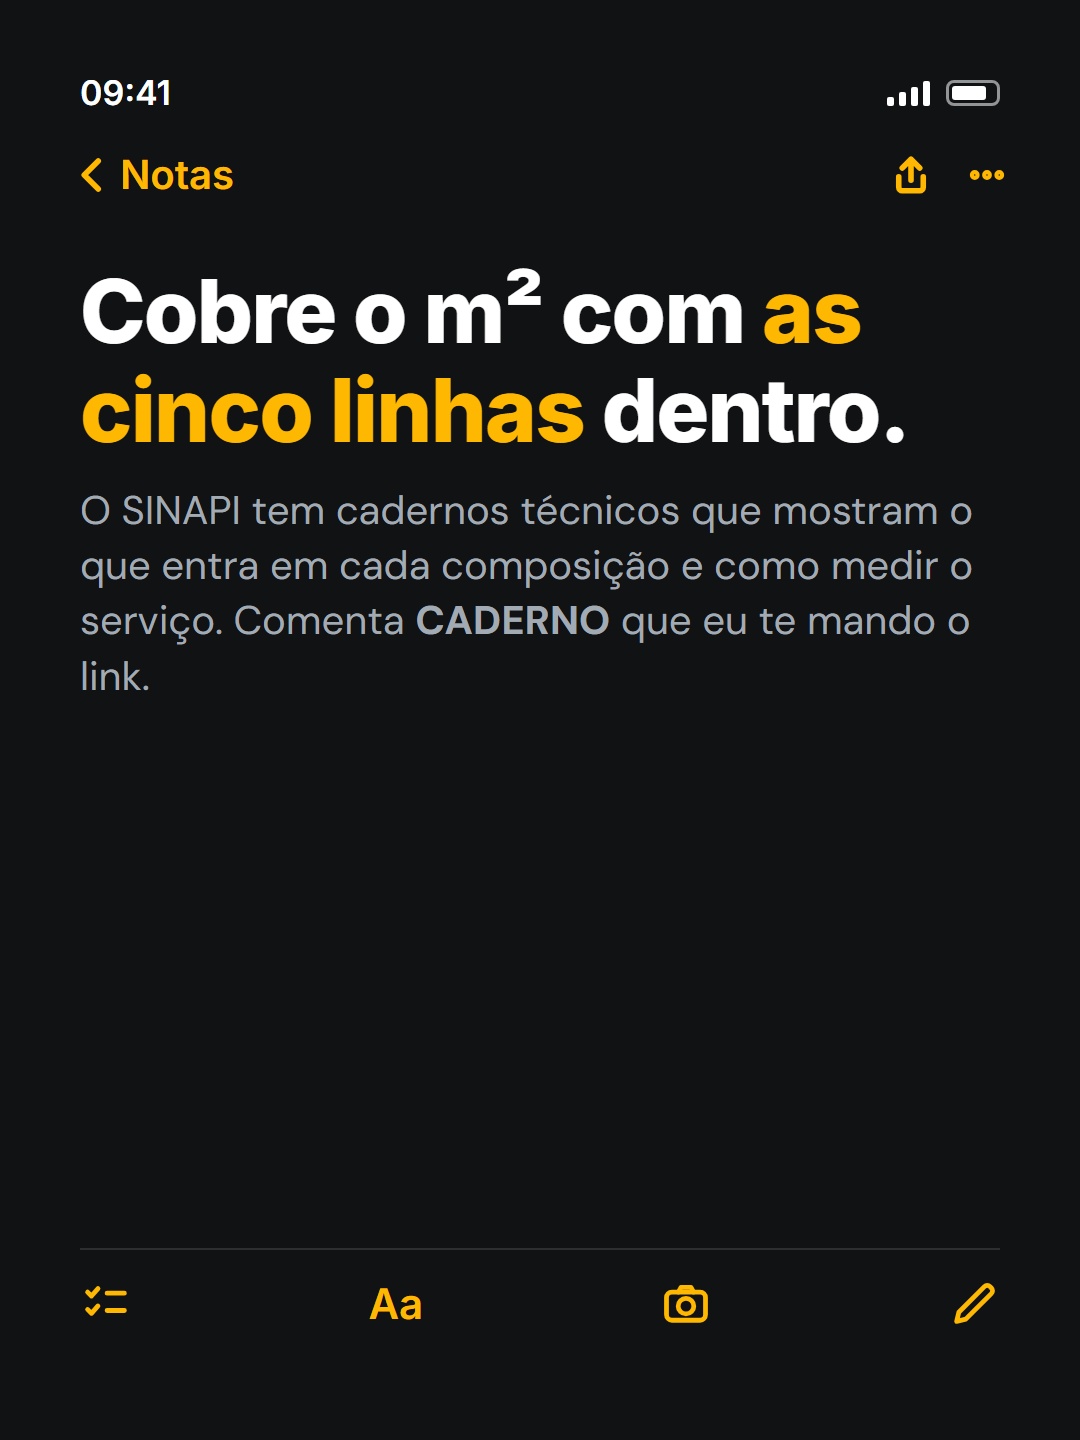 09:41
Notas
Cobre o m² com as
cinco linhas dentro.
O SINAPI tem cadernos técnicos que mostram o
que entra em cada composição e como medir o
serviço. Comenta CADERNO que eu te mando o
link.
Aa